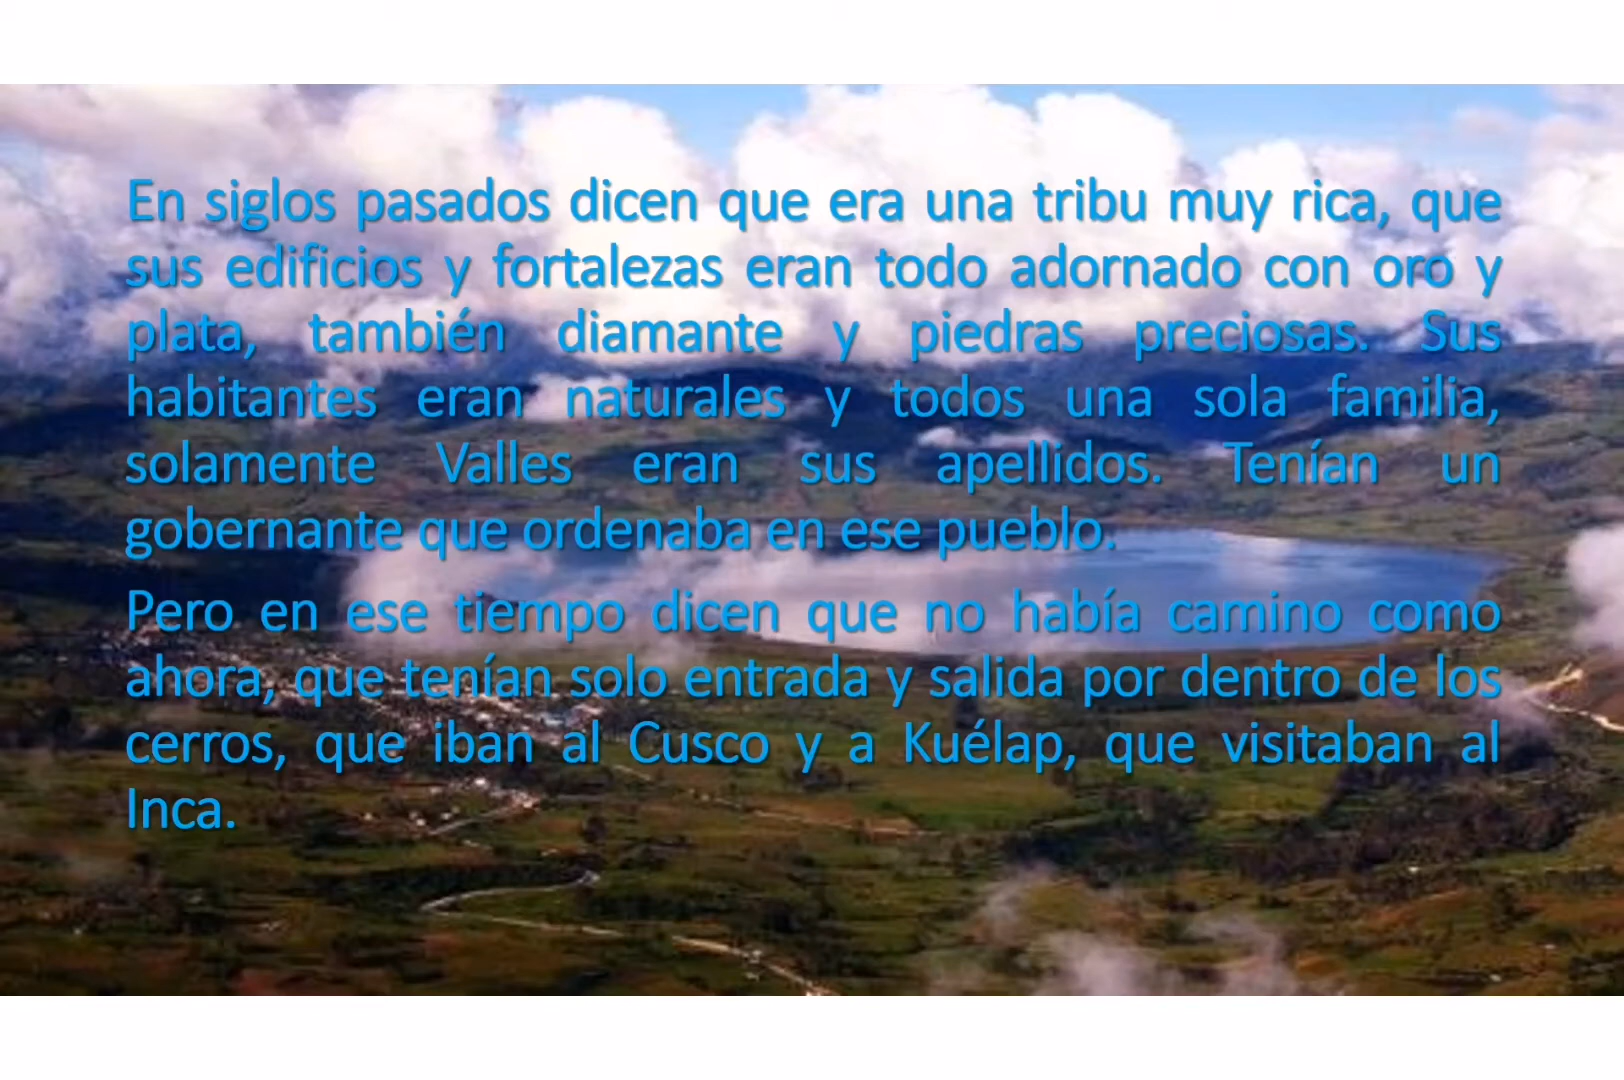 En siglos pasados dicen que era una tribu muy rica, que
sus edificios y fortalezas eran todo adornado con oro y
plata, también diamante y piedras preciosas. Sus
habitantes eran naturales y todos una sola familia,
solamente Valles eran sus apellidos. Tenían un
gobernante que ordenaba en ese pueblo.
Pero en ese tiempo dicen que no había camino como
ahora, que tenían solo entrada y salida por dentro de los
cerros, que iban al Cusco y a Kuélap, que visitaban al
Inca.